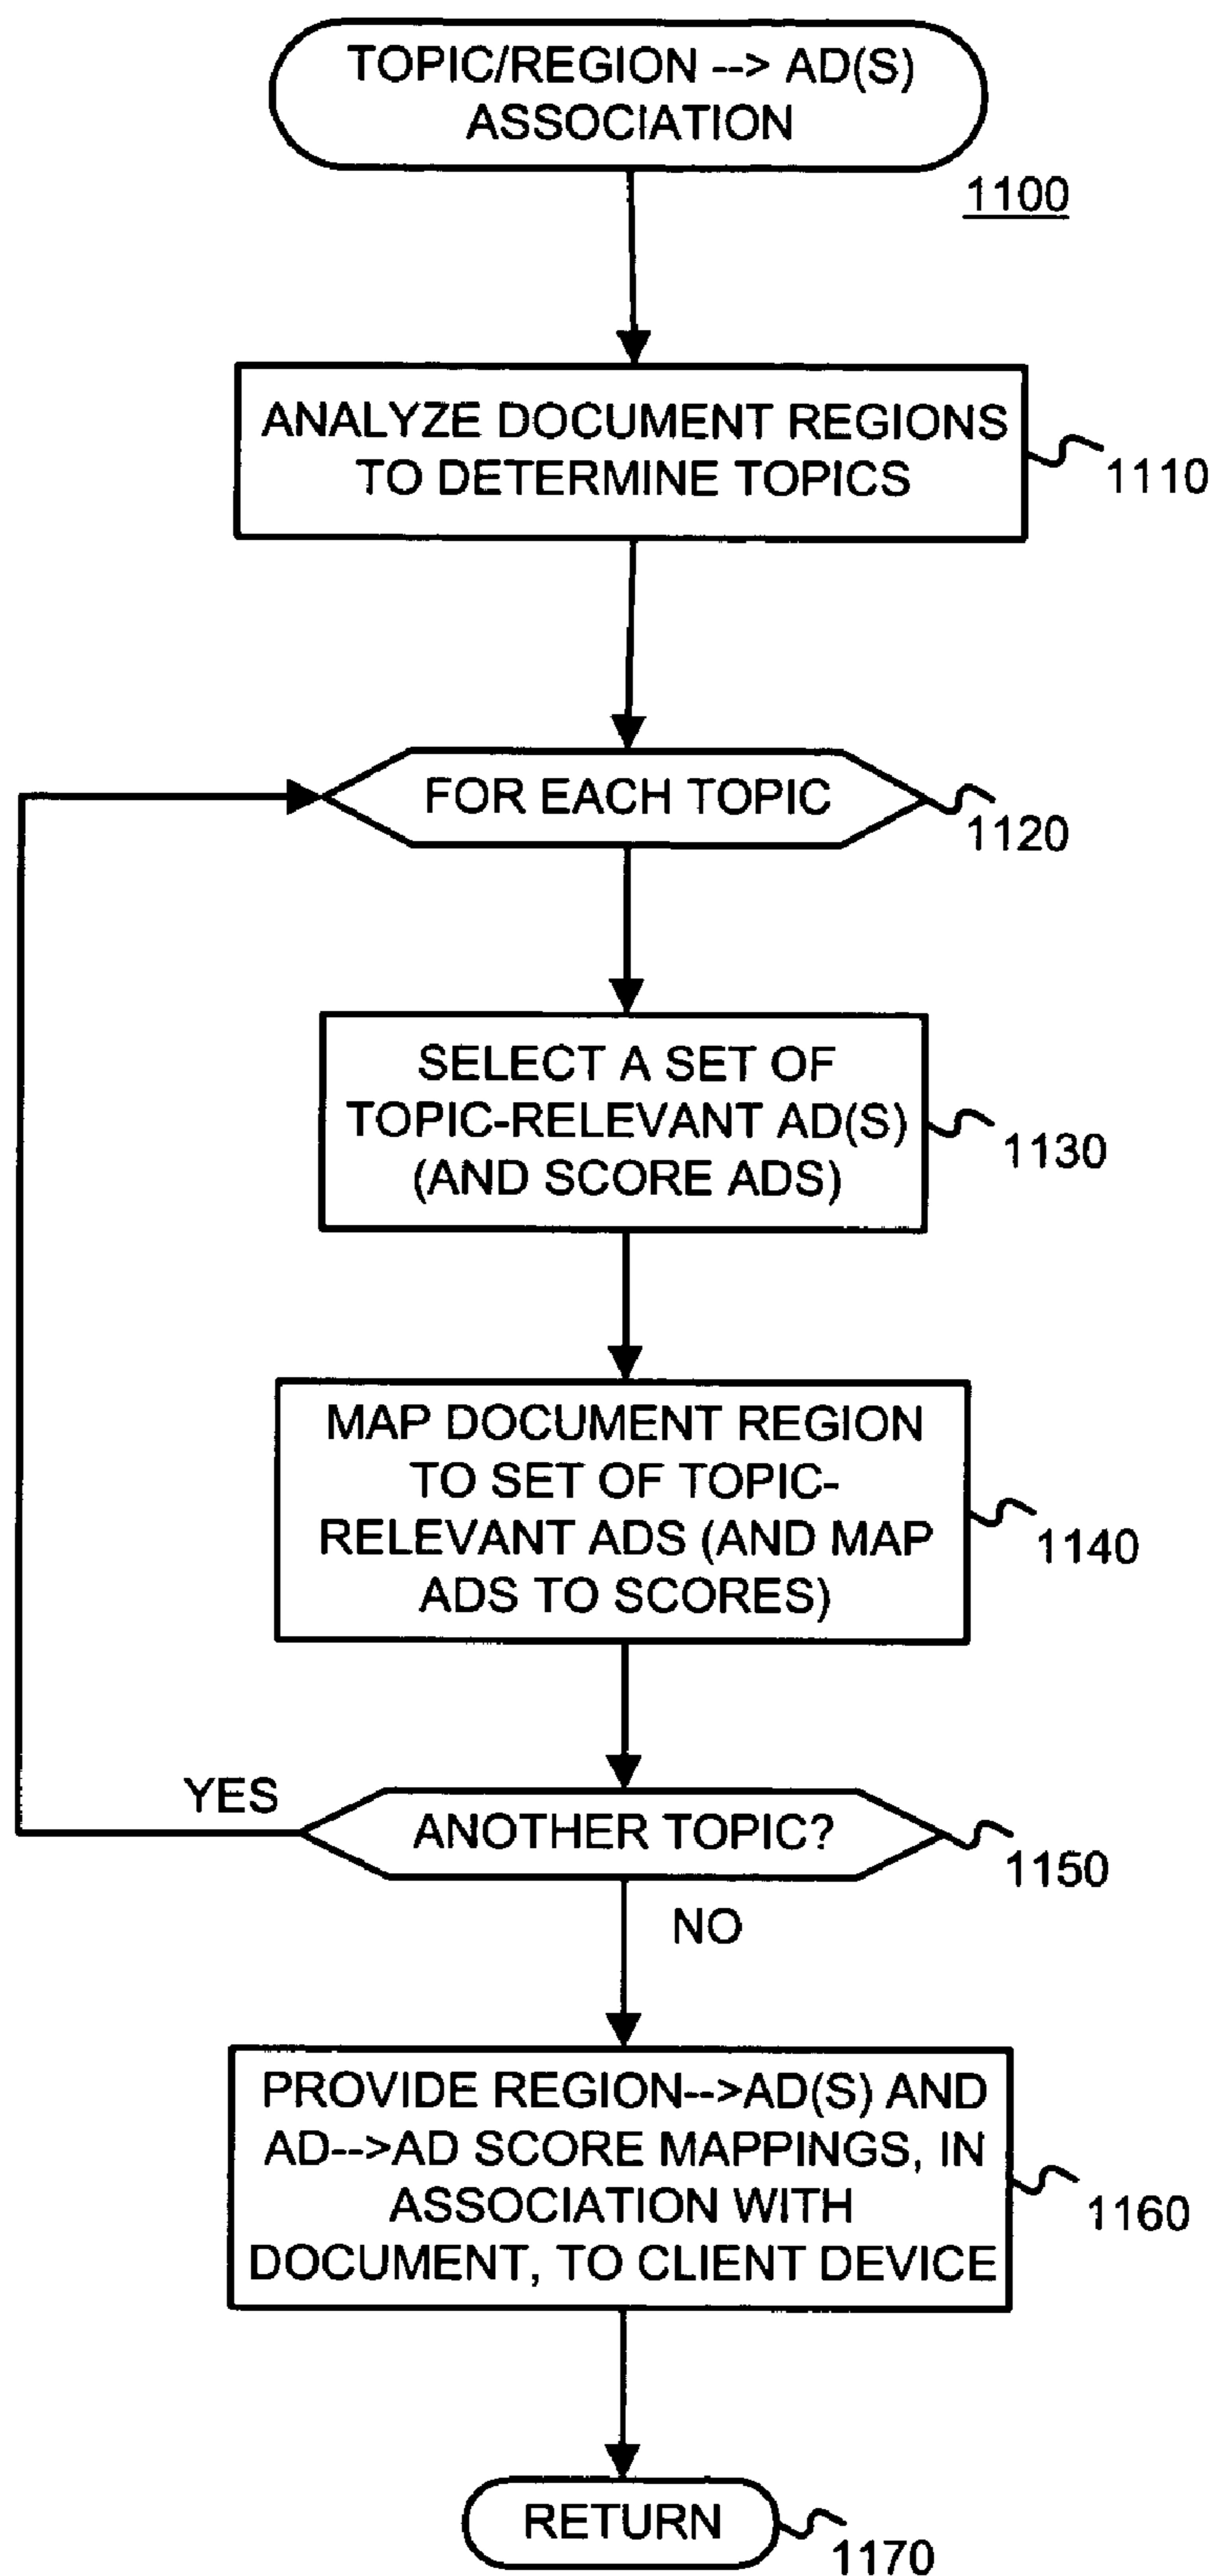 TOPIC/REGION --> AD(S)
ASSOCIATION
1100
ANALYZE DOCUMENT REGIONS
TO DETERMINE TOPICS
1110
FOR EACH TOPIC
1120
SELECT A SET OF
TOPIC-RELEVANT AD(S)
(AND SCORE ADS)
1130
MAP DOCUMENT REGION
TO SET OF TOPIC-
RELEVANT ADS (AND MAP
ADS TO SCORES)
1140
YES
ANOTHER TOPIC?
1150
NO
PROVIDE REGION-->AD(S) AND
AD-->AD SCORE MAPPINGS, IN
ASSOCIATION WITH
DOCUMENT, TO CLIENT DEVICE
1160
RETURN
1170